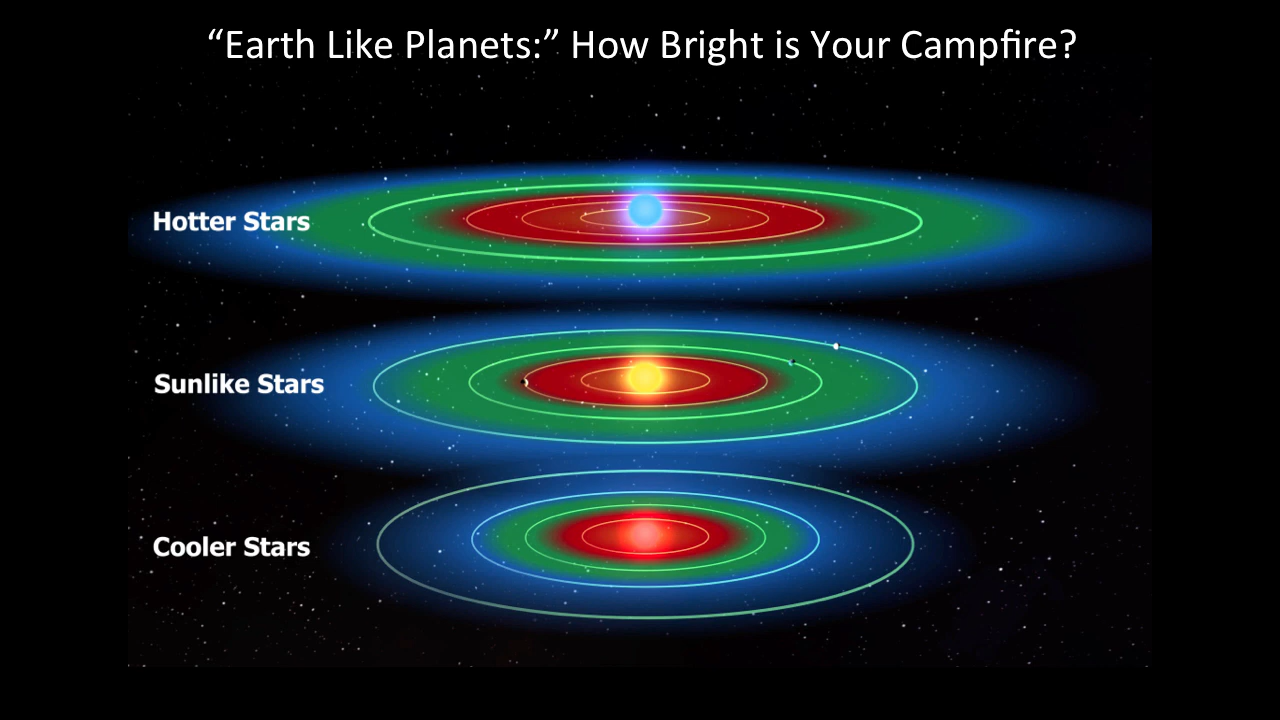 “Earth Like Planets:” How Bright is Your Campfire?
Hotter Stars
Sunlike Stars
Cooler Stars